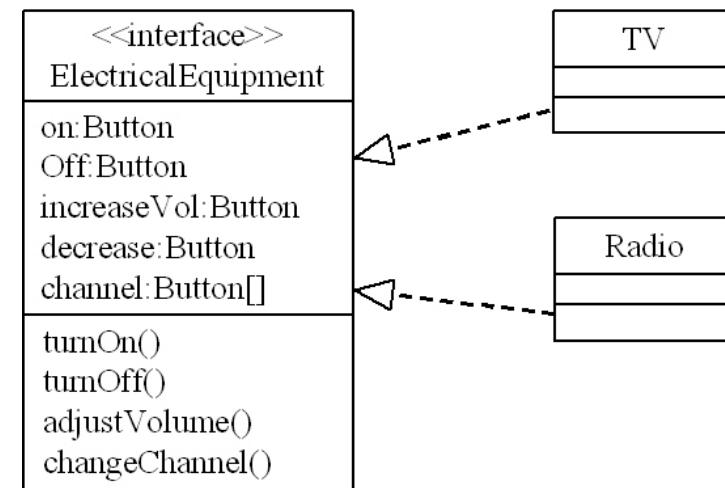 <<interface>>
ElectricalEquipment
on:Button
Off:Button
increaseVol:Button
decrease:Button
channel:Button[]
turnOn()
turnOff()
adjustVolume()
changeChannel()
TV
Radio